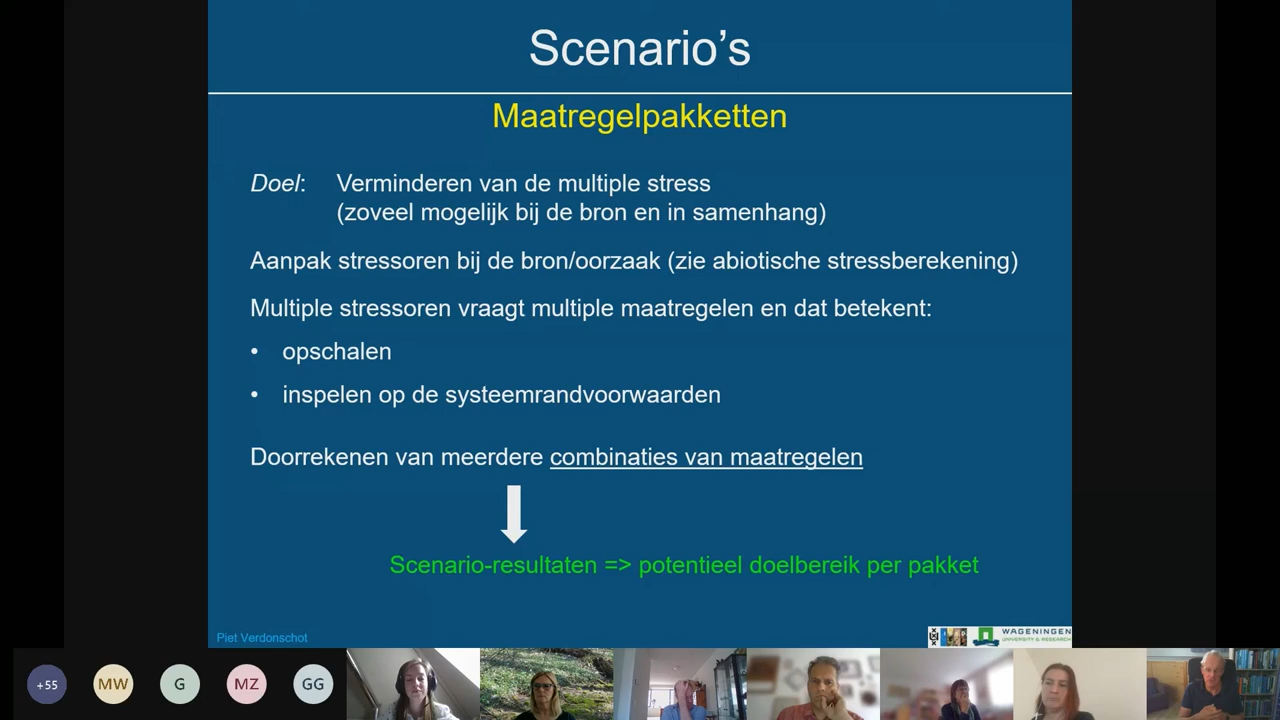 Scenario's
Maatregelpakketten
Doel: Verminderen van de multiple stress
(zoveel mogelijk bij de bron en in samenhang)
Aanpak stressoren bij de bron/oorzaak (zie abiotische stressberekening)
Multiple stressoren vraagt multiple maatregelen en dat betekent:
• opschalen
• inspelen op de systeemrandvoorwaarden
Doorrekenen van meerdere combinaties van maatregelen
Scenario-resultaten => potentieel doelbereik per pakket
Piet Verdonschot
WAGENINGEN
UNIVERSITY & RESEARCH
+55
MW
G
MZ
GG